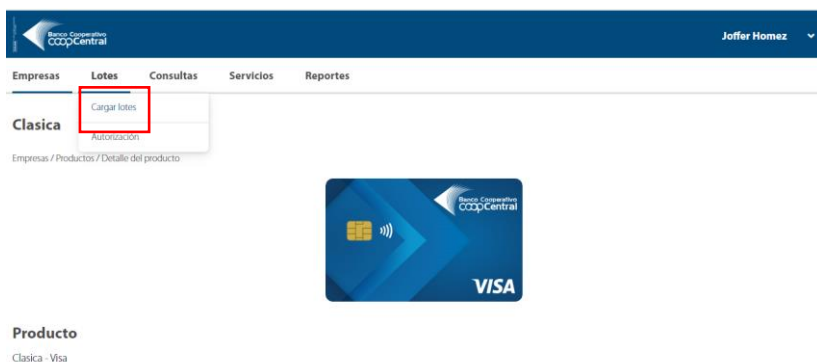 Banco Cooperativo
COOPCentral
Joffer Homez
Empresas Lotes Consultas Servicios Reportes
Cargar lotes
Clasica
Autorización
Empresas / Productos / Detalle del producto
Banco Cooperativo
COOPCentral
VISA
Producto
Clasica - Visa